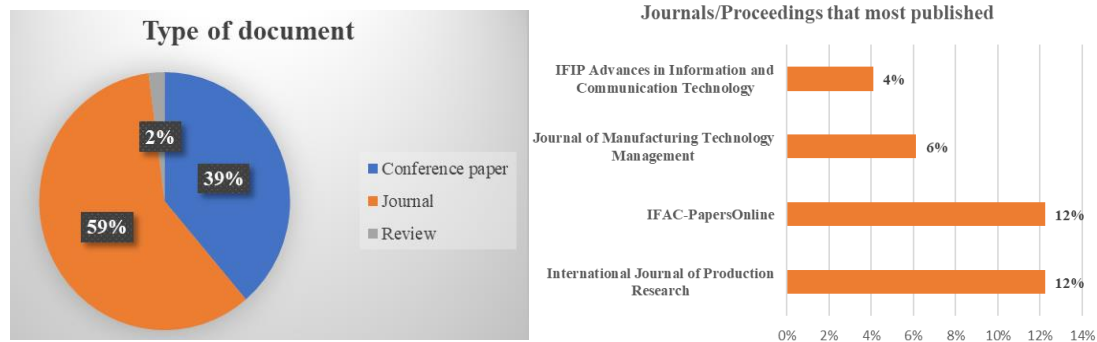 Type of document
2%
39%
59%
Conference paper
Journal
Review
Journals/Proceedings that most published
IFIP Advances in Information and
Communication Technology
4%
Journal of Manufacturing Technology
Management
6%
IFAC-PapersOnline
12%
International Journal of Production
Research
12%
0% 2% 4% 6% 8% 10% 12% 14%